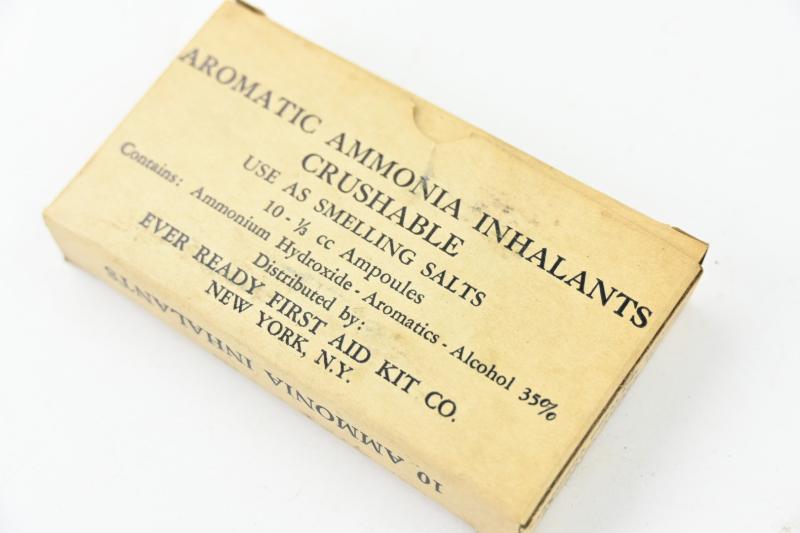 AROMATIC AMMONIA INHALANTS
CRUSHABLE
USE AS SMELLING SALTS
10 - ⅓ cc Ampoules
Contains: Ammonium Hydroxide - Aromatics - Alcohol 35%
Distributed by:
EVER READY FIRST AID KIT CO.
NEW YORK, N.Y.
10 AMMONIA INHALANTS